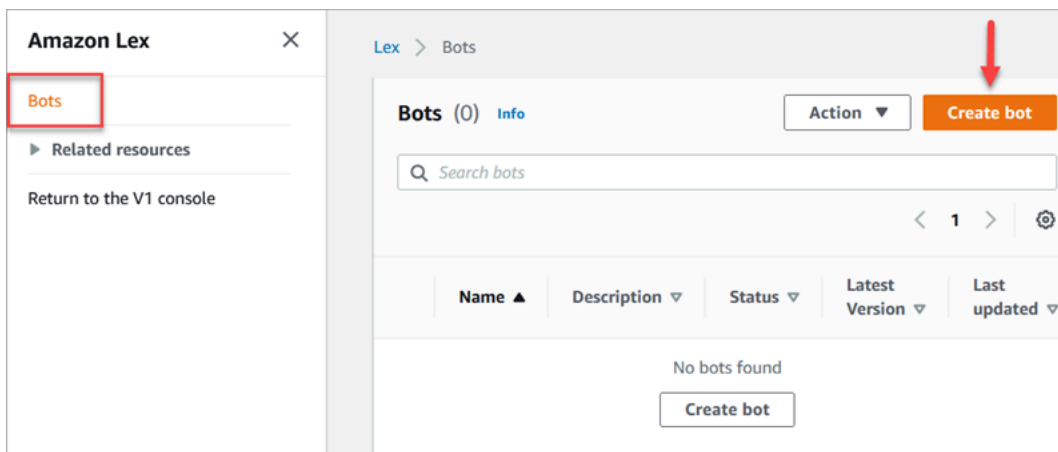 Amazon Lex
Bots
Related resources
Return to the V1 console
Lex > Bots
Bots (0) Info
Action
Create bot
Search bots
1
Name
Description
Status
Latest
Version
Last
updated
No bots found
Create bot